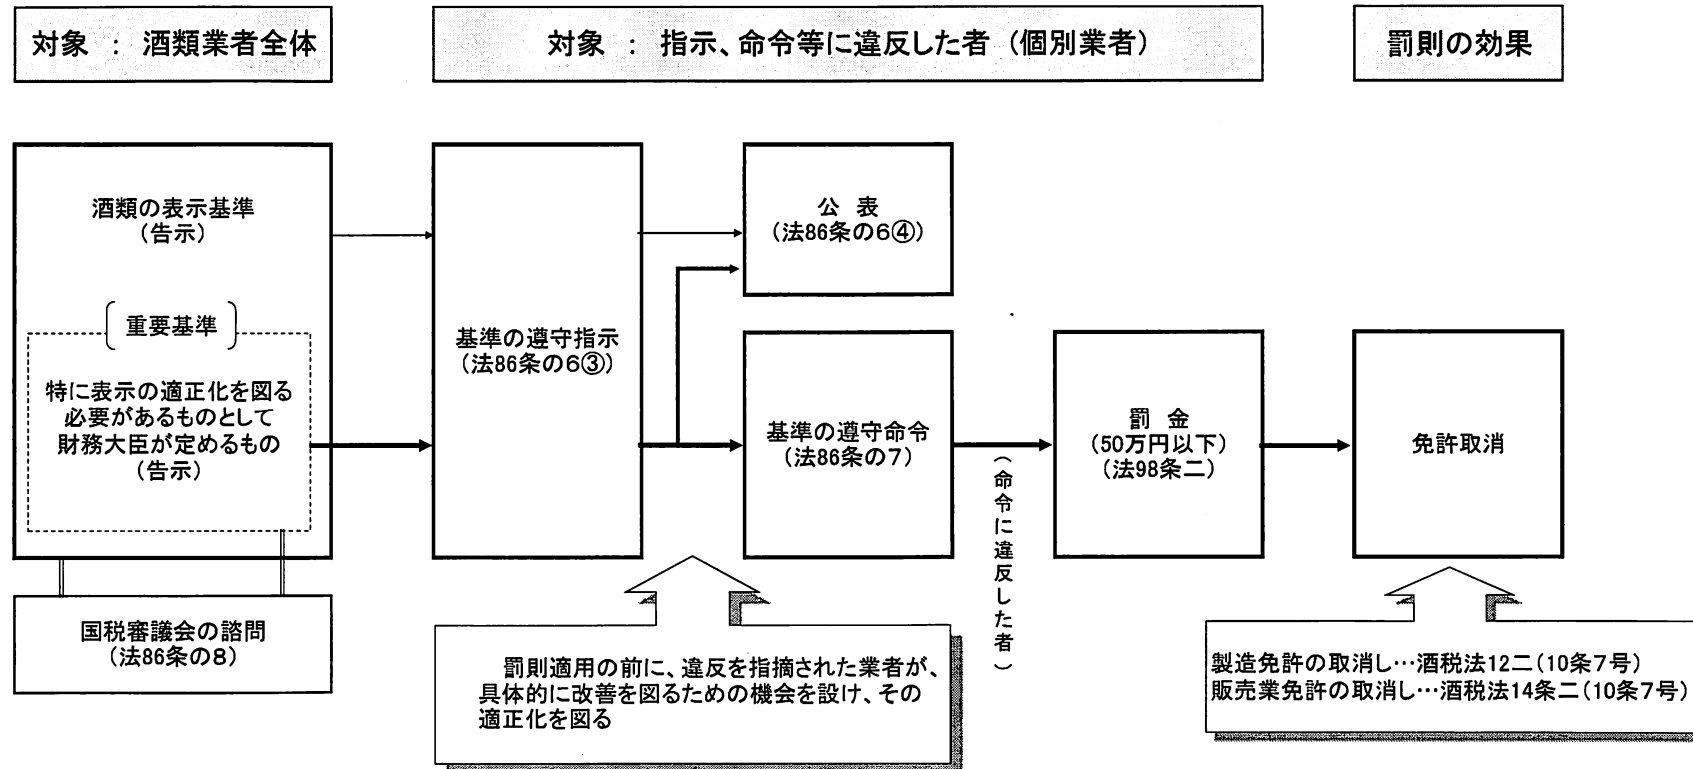 対象 : 酒類業者全体
対象 : 指示、命令等に違反した者 (個別業者)
罰則の効果
酒類の表示基準
(告示)
重要基準
特に表示の適正化を図る
必要があるものとして
財務大臣が定めるもの
(告示)
国税審議会の諮問
(法86条の8)
基準の遵守指示
(法86条の6③)
公 表
(法86条の6④)
基準の遵守命令
(法86条の7)
(命令に違反した者)
罰 金
(50万円以下)
(法98条二)
免許取消
罰則適用の前に、違反を指摘された業者が、
具体的に改善を図るための機会を設け、その
適正化を図る
製造免許の取消し…酒税法12二(10条7号)
販売業免許の取消し…酒税法14条二(10条7号)